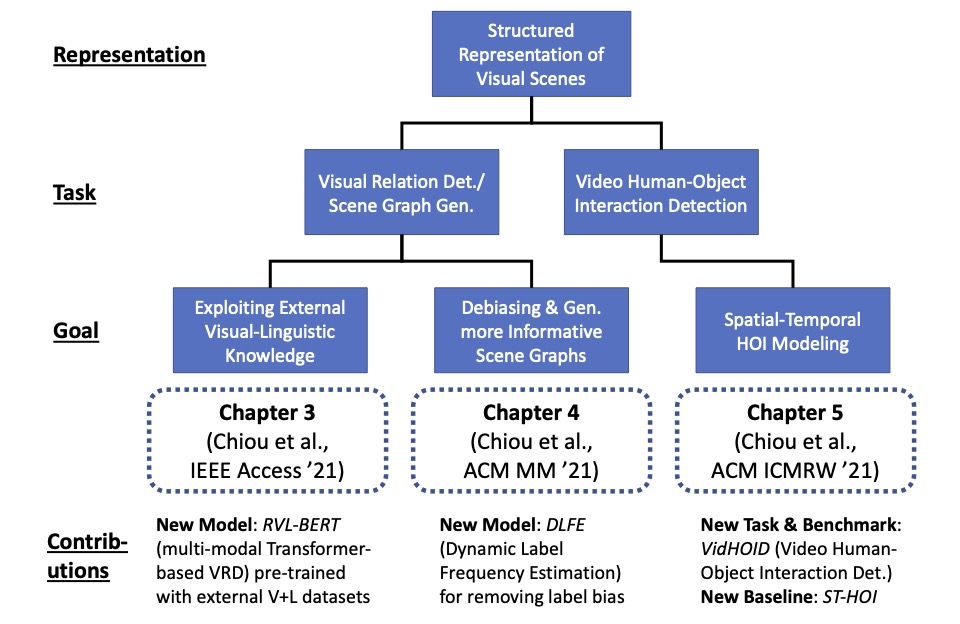 Representation
Structured
Representation of
Visual Scenes
Task
Visual Relation Det./
Scene Graph Gen.
Video Human-Object
Interaction Detection
Goal
Exploiting External
Visual-Linguistic
Knowledge
Debiasing & Gen.
more Informative
Scene Graphs
Spatial-Temporal
HOI Modeling
Chapter 3
(Chiou et al.,
IEEE Access ’21)
Chapter 4
(Chiou et al.,
ACM MM ’21)
Chapter 5
(Chiou et al.,
ACM ICMRW ’21)
Contrib-
utions
New Model: RVL-BERT
(multi-modal Transformer-
based VRD) pre-trained
with external V+L datasets
New Model: DLFE
(Dynamic Label
Frequency Estimation)
for removing label bias
New Task & Benchmark:
VidHOID (Video Human-
Object Interaction Det.)
New Baseline: ST-HOI